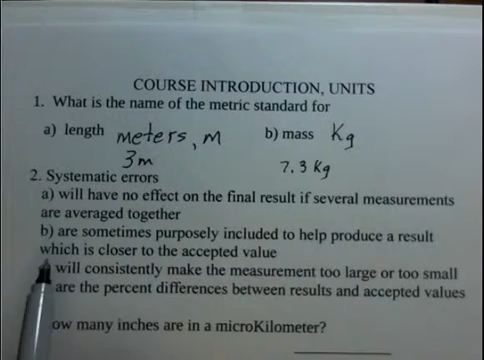 COURSE INTRODUCTION, UNITS
1. What is the name of the metric standard for
a) length meters, m b) mass Kg
3m 7.3 Kg
2. Systematic errors
a) will have no effect on the final result if several measurements
are averaged together
b) are sometimes purposely included to help produce a result
which is closer to the accepted value
will consistently make the measurement too large or too small
are the percent differences between results and accepted values
ow many inches are in a microKilometer?